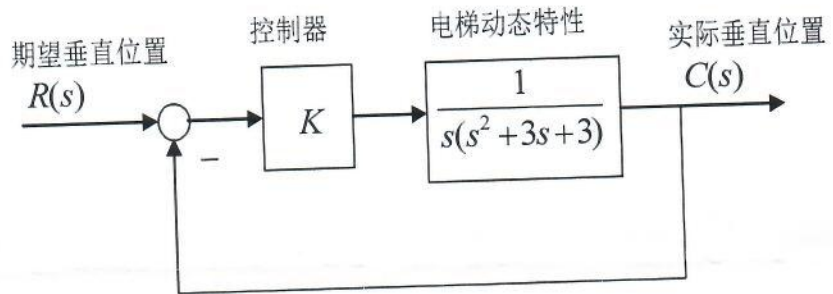 期望垂直位置
R(s)
控制器
K
电梯动态特性
1
s(s²+3s+3)
实际垂直位置
C(s)
−